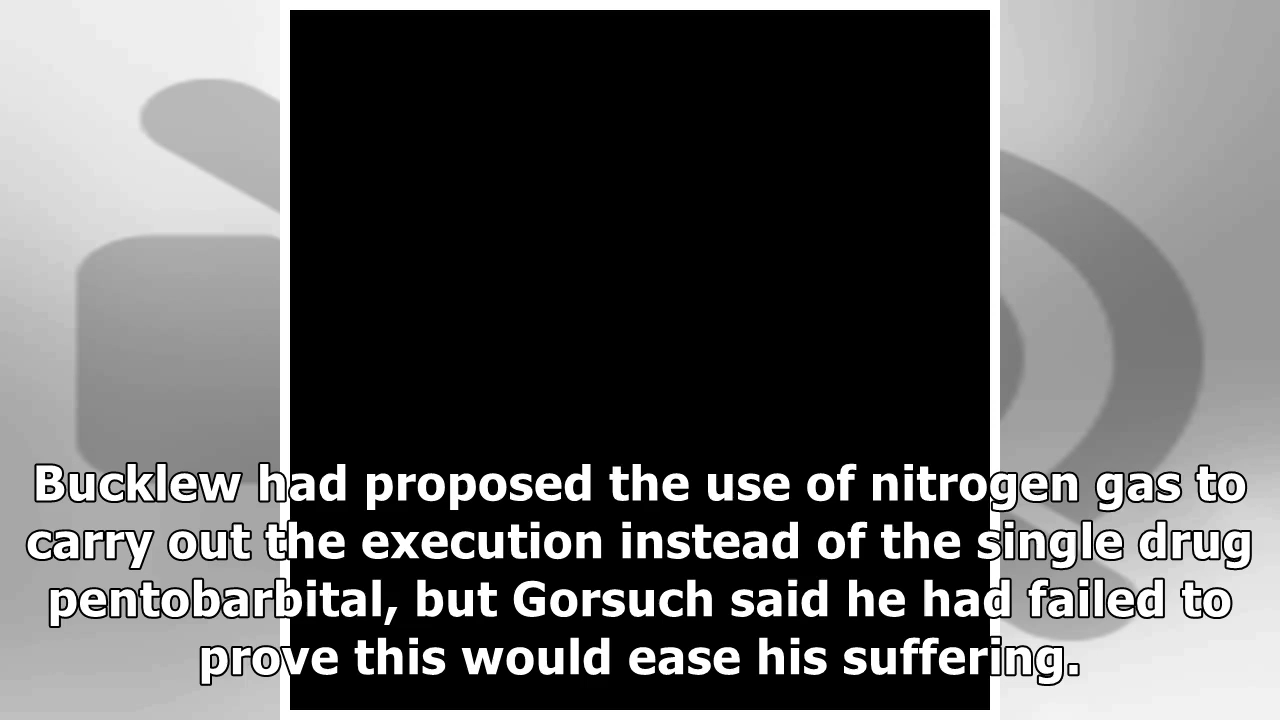 Bucklew had proposed the use of nitrogen gas to
carry out the execution instead of the single drug
pentobarbital, but Gorsuch said he had failed to
prove this would ease his suffering.